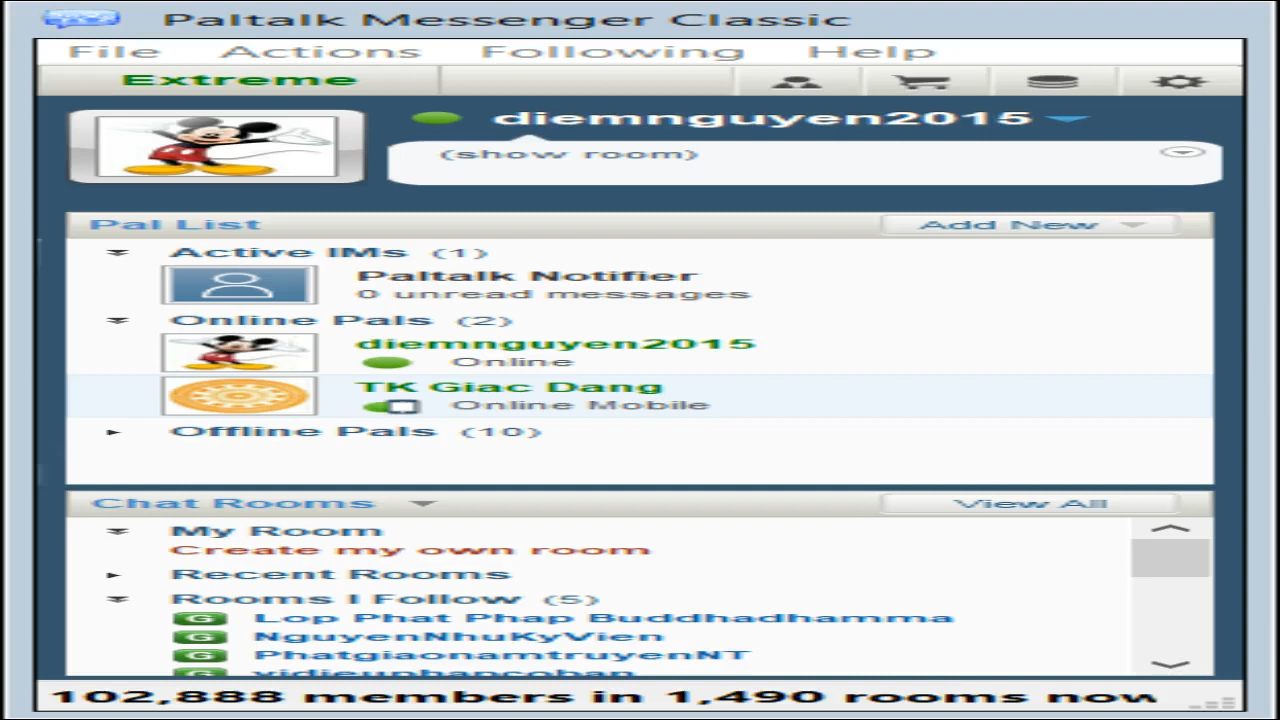 Paltalk Messenger Classic
File Actions Following Help
Extreme
diemnguyen2015
(show room)
Pal List Add New
Active IMs (1)
Paltalk Notifier
0 unread messages
Online Pals (2)
diemnguyen2015
Online
TK Giac Dang
Online Mobile
Offline Pals (10)
Chat Rooms View All
My Room
Create my own room
Recent Rooms
Rooms I Follow (5)
G Lop Phat Phap Buddhadhamma
G NguyenNhuKyVien
G PhatgiaonamtruyenNT
G vidieuphapcoban
102,888 members in 1,490 rooms now